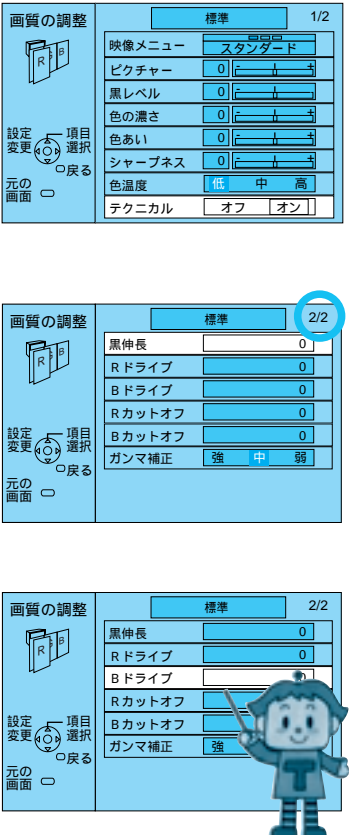 画質の調整
標準 1/2
映像メニュー スタンダード
ピクチャー 0 - +
黒レベル 0 - +
色の濃さ 0 - +
色あい 0 - +
シャープネス 0 - +
色温度 低 中 高
テクニカル オフ オン
R G B
設定 項目
変更 選択
戻る
元の
画面
画質の調整
標準 2/2
黒伸長 0
Rドライブ 0
Bドライブ 0
Rカットオフ 0
Bカットオフ 0
ガンマ補正 強 中 弱
R B
設定 項目
変更 選択
戻る
元の
画面
画質の調整
標準 2/2
黒伸長 0
Rドライブ 0
Bドライブ
Rカットオフ
Bカットオフ
ガンマ補正 強
R B
設定 項目
変更 選択
戻る
元の
画面
T